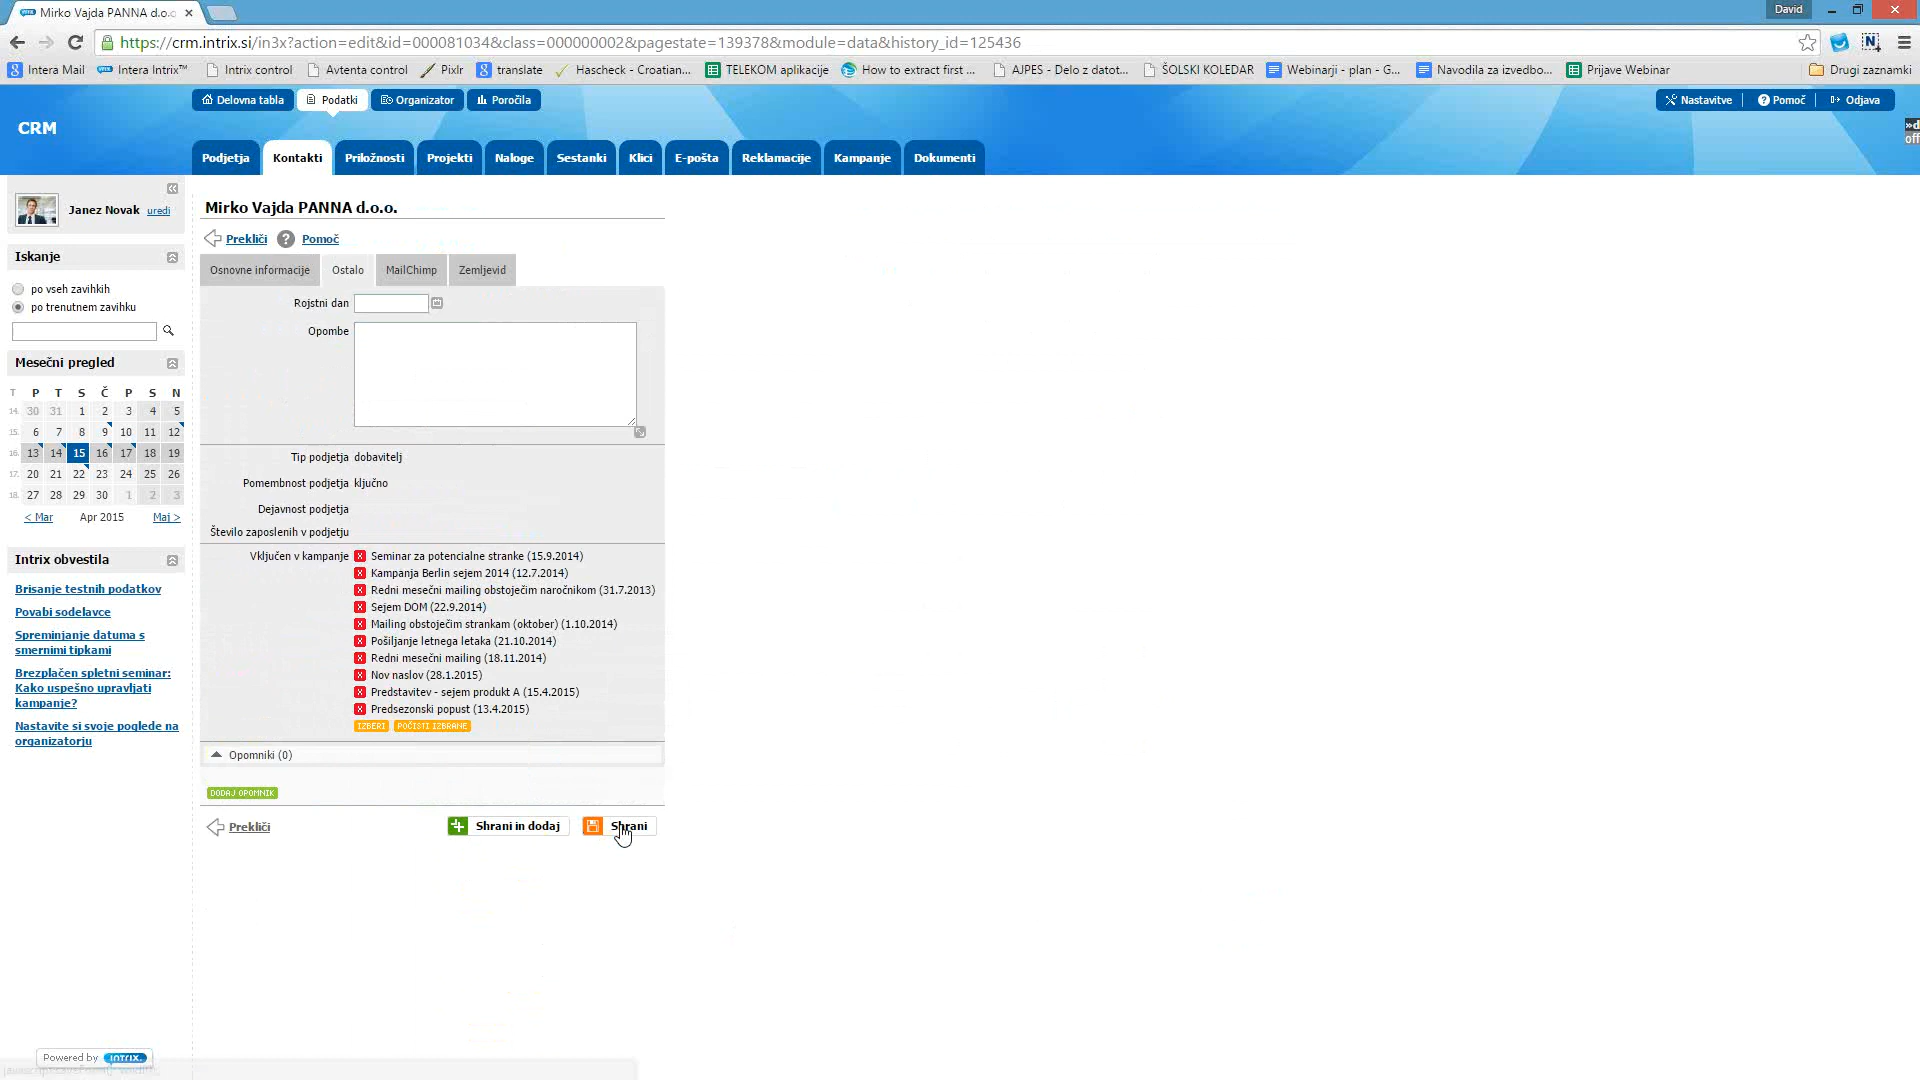 Mirko Vajda PANNA d.o.o.
David
https://crm.intrix.si/in3x?action=edit&id=000081034&class=000000002&pagestate=139378&module=data&history_id=125436
Intera Mail Intera Intrix™ Intrix control Avtenta control Pixlr translate Hascheck - Croatian... TELEKOM aplikacije How to extract first ... AJPES - Delo z datot... ŠOLSKI KOLEDAR Webinarji - plan - G... Navodila za izvedbo... Prijave Webinar Drugi zaznamki
Delovna tabla Podatki Organizator Poročila
Nastavitve Pomoč Odjava
CRM
»d
off
Podjetja Kontakti Priložnosti Projekti Naloge Sestanki Klici E-pošta Reklamacije Kampanje Dokumenti
Janez Novak uredi
Iskanje
po vseh zavihkih
po trenutnem zavihku
Mesečni pregled
T P T S Č P S N
14. 30 31 1 2 3 4 5
15. 6 7 8 9 10 11 12
16. 13 14 15 16 17 18 19
17. 20 21 22 23 24 25 26
18. 27 28 29 30 1 2 3
< Mar Apr 2015 Maj >
Intrix obvestila
Brisanje testnih podatkov
Povabi sodelavce
Spreminjanje datuma s
smernimi tipkami
Brezplačen spletni seminar:
Kako uspešno upravljati
kampanje?
Nastavite si svoje poglede na
organizatorju
Mirko Vajda PANNA d.o.o.
Prekliči Pomoč
Osnovne informacije Ostalo MailChimp Zemljevid
Rojstni dan
Opombe
Tip podjetja dobavitelj
Pomembnost podjetja ključno
Dejavnost podjetja
Število zaposlenih v podjetju
Vključen v kampanje Seminar za potencialne stranke (15.9.2014)
Kampanja Berlin sejem 2014 (12.7.2014)
Redni mesečni mailing obstoječim naročnikom (31.7.2013)
Sejem DOM (22.9.2014)
Mailing obstoječim strankam (oktober) (1.10.2014)
Pošiljanje letnega letaka (21.10.2014)
Redni mesečni mailing (18.11.2014)
Nov naslov (28.1.2015)
Predstavitev - sejem produkt A (15.4.2015)
Predsezonski popust (13.4.2015)
IZBERI POČISTI IZBRANE
Opomniki (0)
DODAJ OPOMNIK
Prekliči Shrani in dodaj Shrani
Powered by intrix